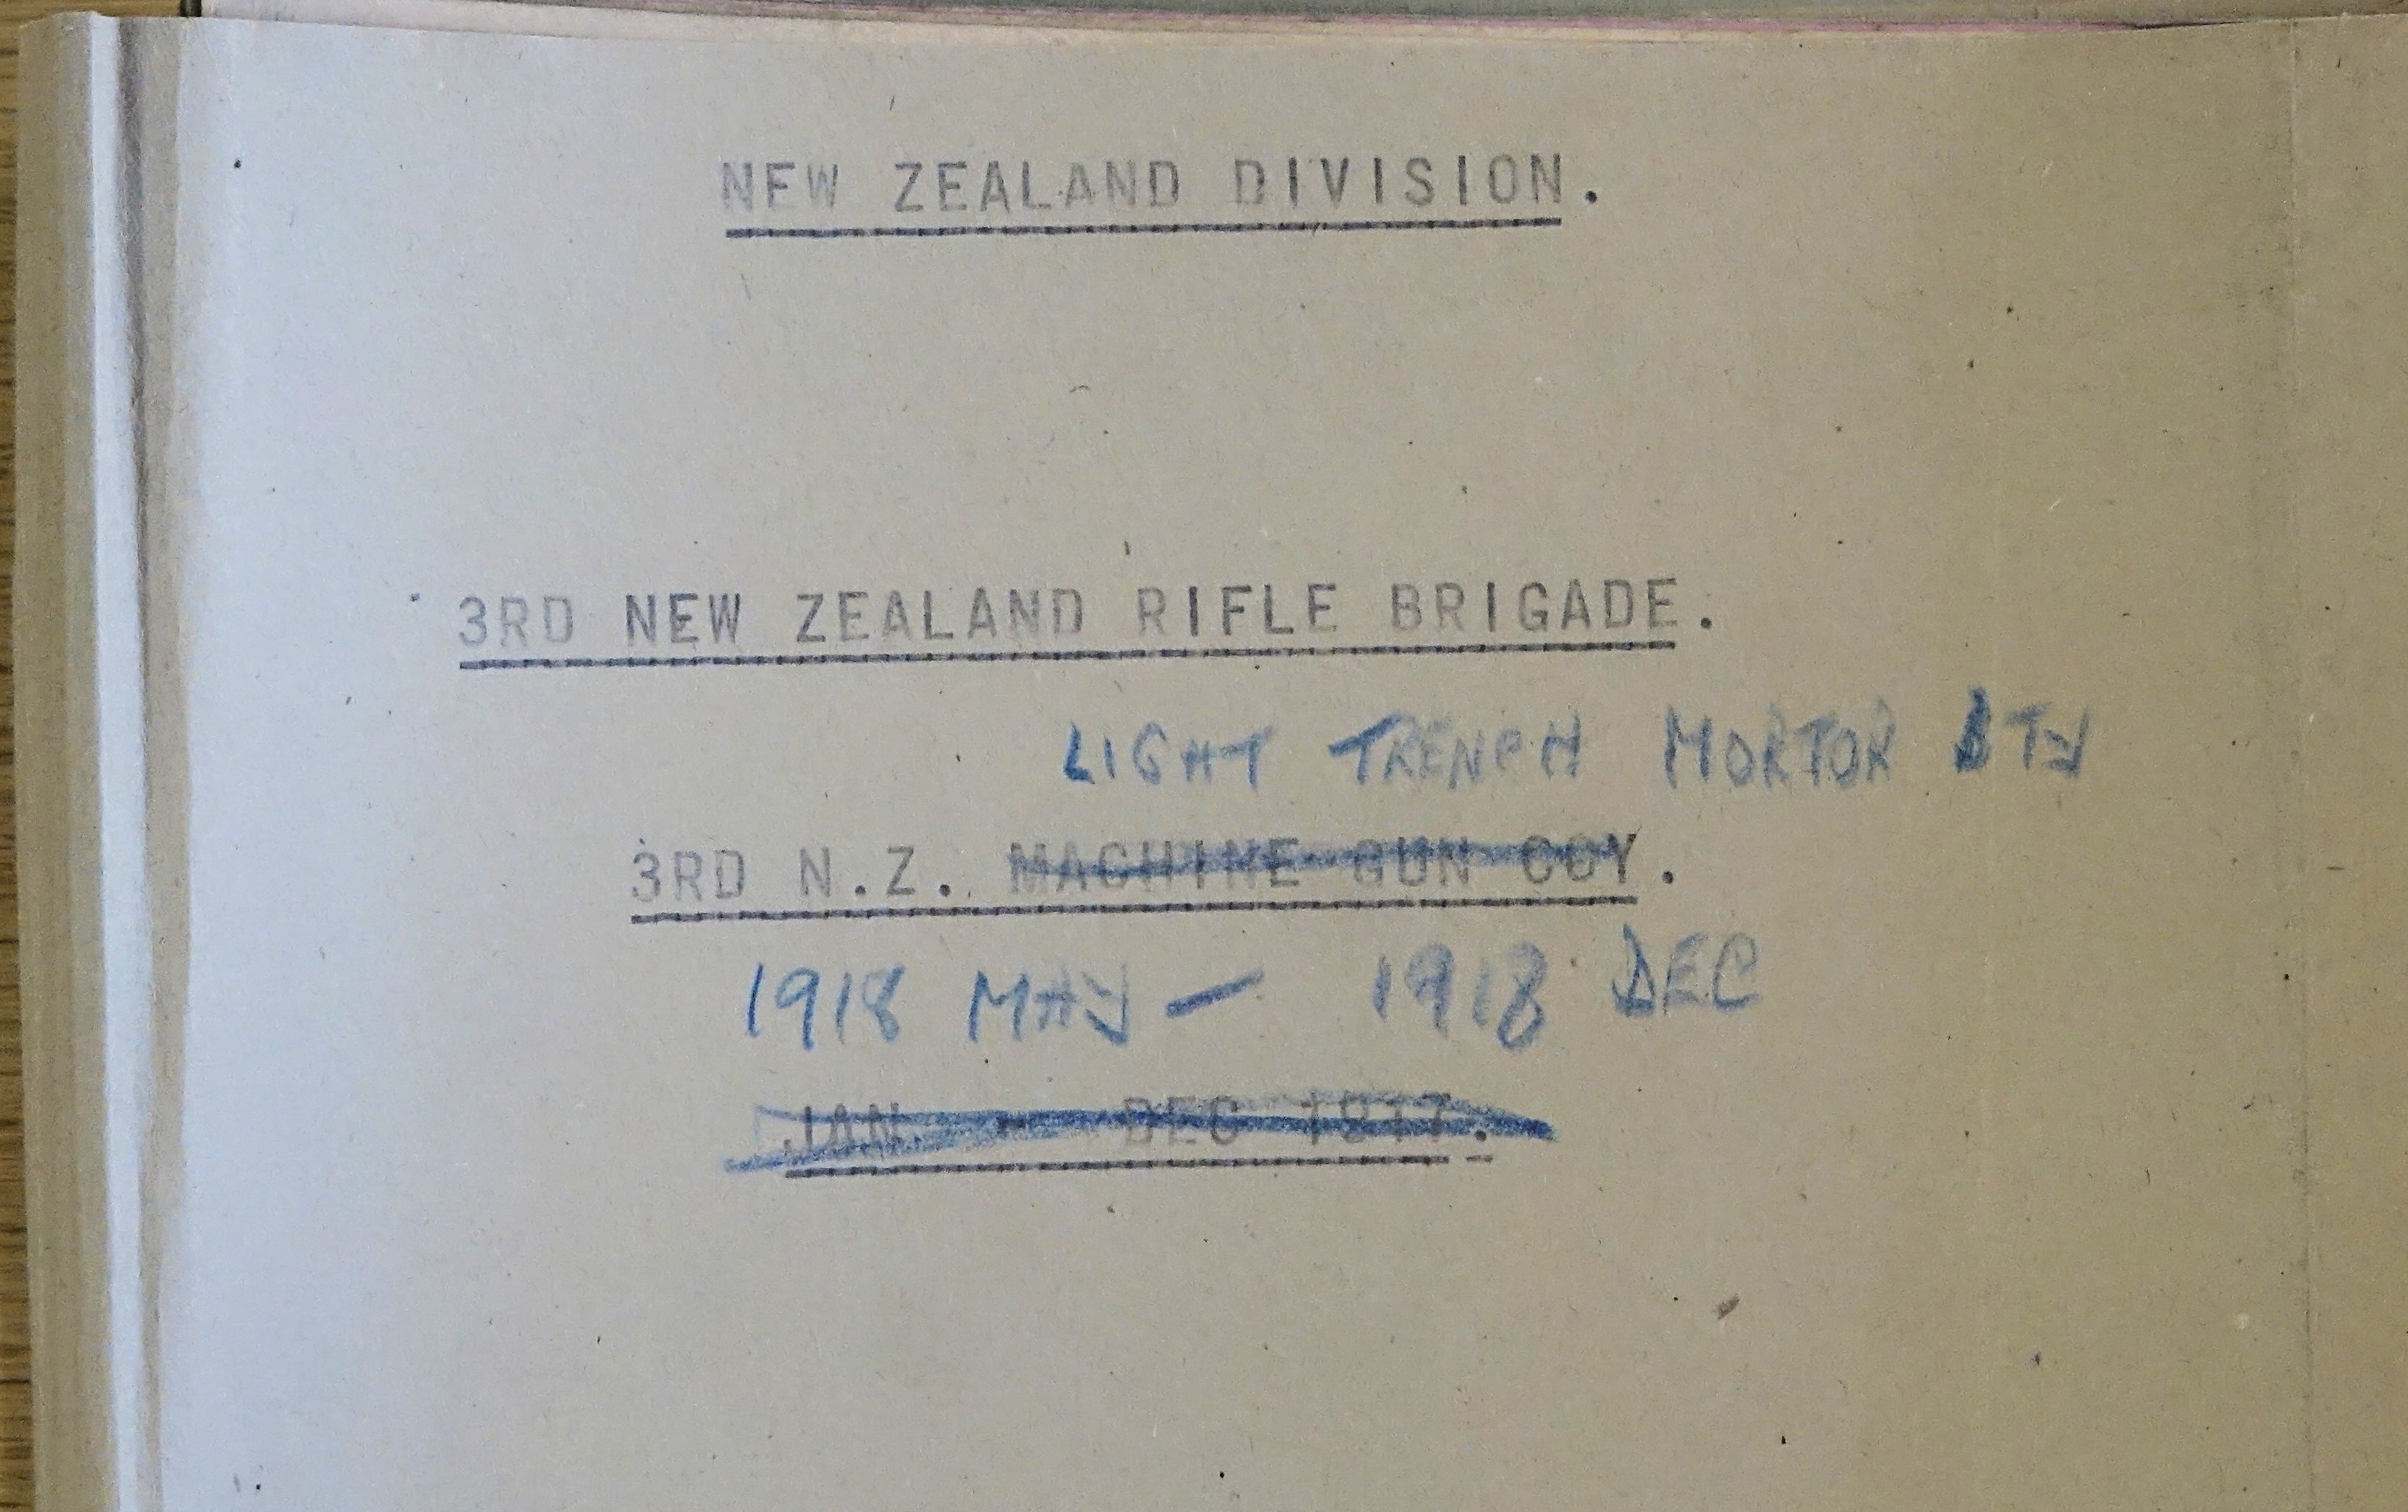 NEW ZEALAND DIVISION.
3RD NEW ZEALAND RIFLE BRIGADE.
LIGHT TRENCH MORTOR BTY
3RD N.Z. MACHINE GUN COY.
1918 MAY — 1918 DEC
JAN. - DEC 1917.